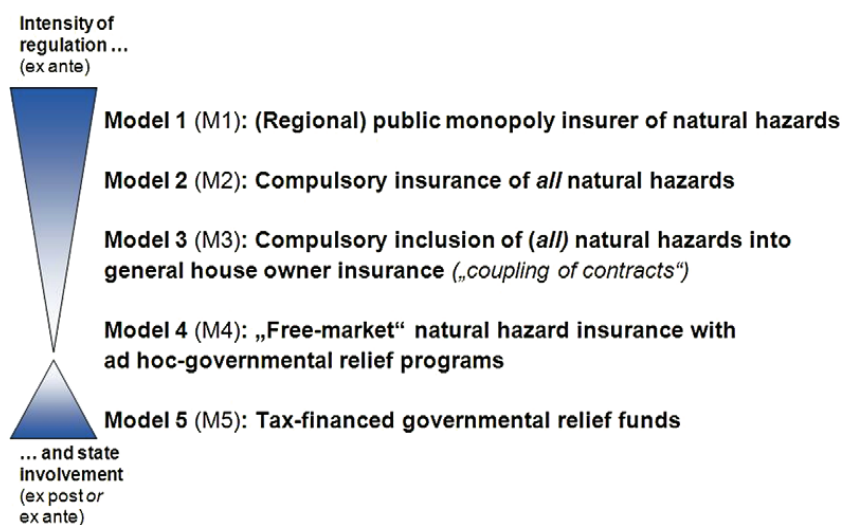 Intensity of
regulation …
(ex ante)
Model 1 (M1): (Regional) public monopoly insurer of natural hazards
Model 2 (M2): Compulsory insurance of all natural hazards
Model 3 (M3): Compulsory inclusion of (all) natural hazards into
general house owner insurance („coupling of contracts“)
Model 4 (M4): „Free-market“ natural hazard insurance with
ad hoc-governmental relief programs
Model 5 (M5): Tax-financed governmental relief funds
… and state
involvement
(ex post or
ex ante)